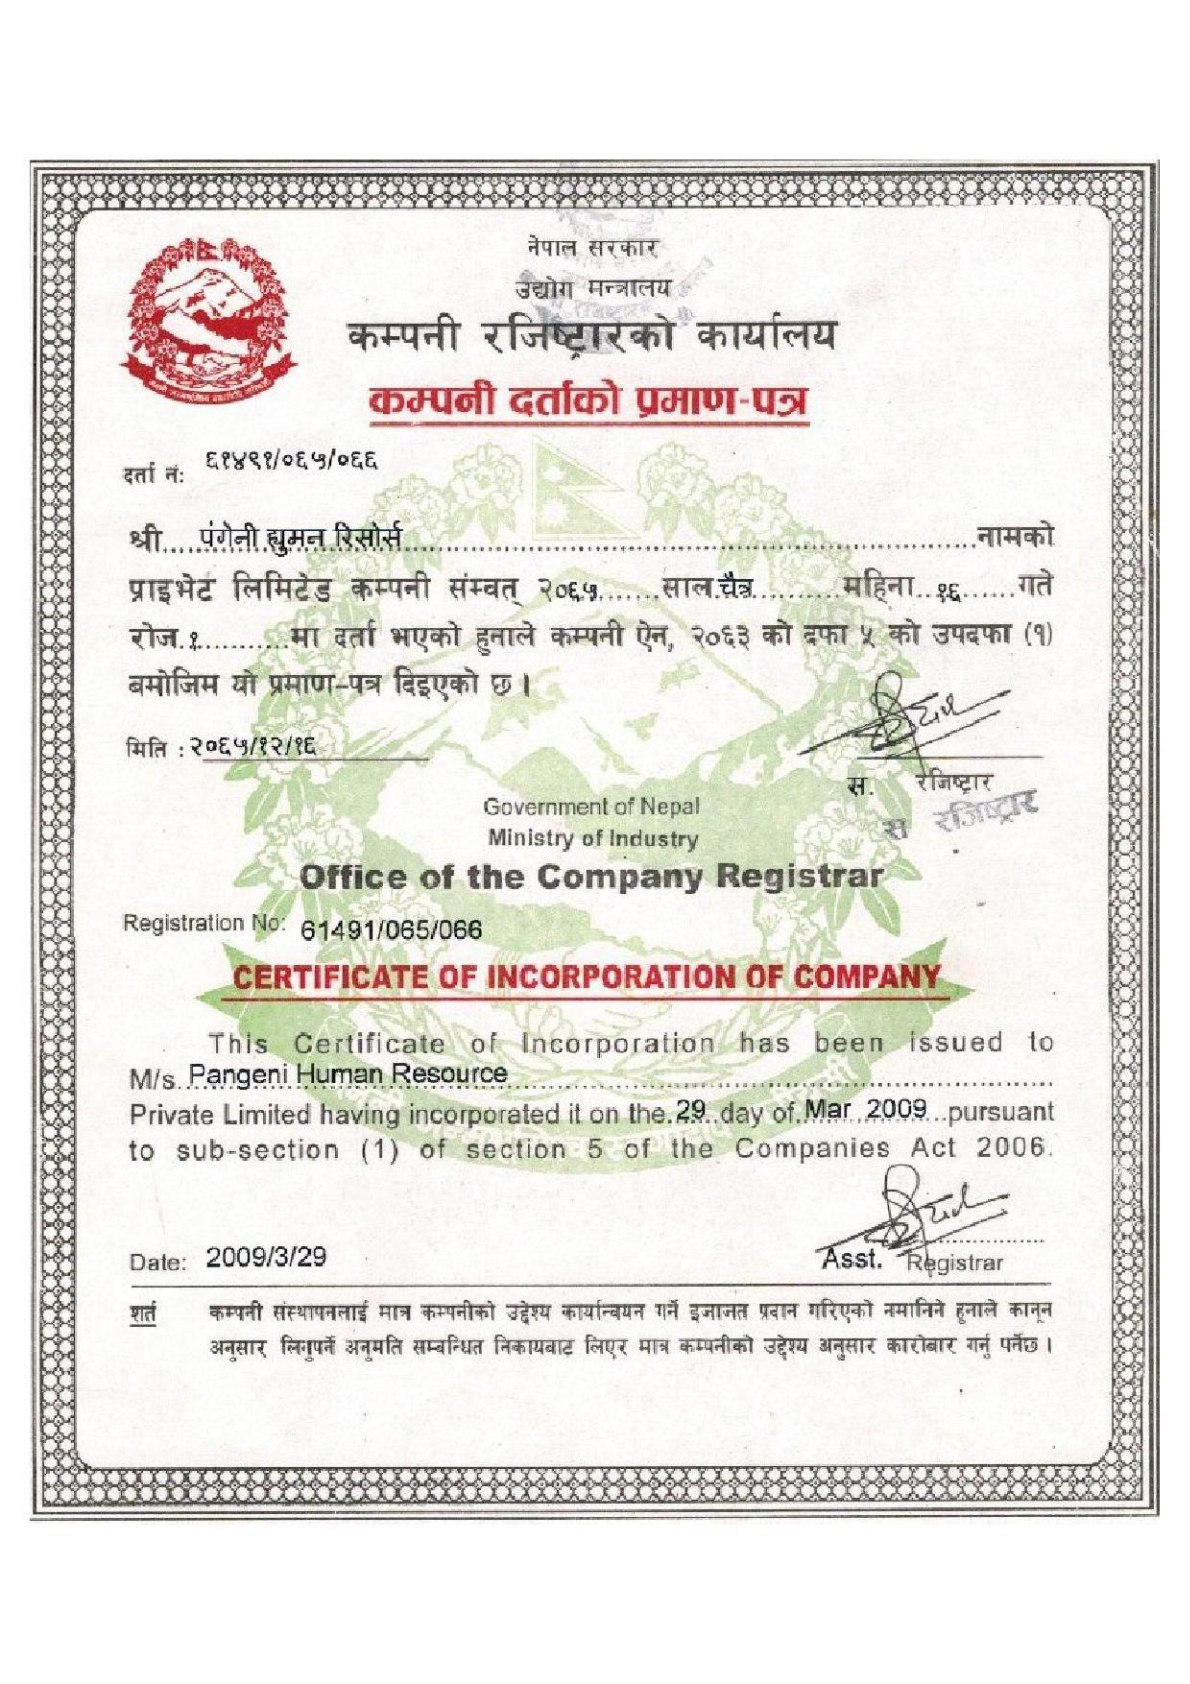 नेपाल सरकार
उद्योग मन्त्रालय
कम्पनी रजिष्ट्रारको कार्यालय
कम्पनी दर्ताको प्रमाण-पत्र
दर्ता नं: ६१४९१/०६५/०६६
श्री.....पंगेनी ह्युमन रिसोर्स..........नामको
प्राइभेट लिमिटेड कम्पनी संम्वत् २०६५.......साल.चैत्र..........महिना..१६......गते
रोज.१...........मा दर्ता भएको हुनाले कम्पनी ऐन, २०६३ को दफा ५ को उपदफा (१)
बमोजिम यो प्रमाण-पत्र दिइएको छ।
मिति : २०६५/१२/१६
स. रजिष्ट्रार
स रजिष्ट्रार
Government of Nepal
Ministry of Industry
Office of the Company Registrar
Registration No: 61491/065/066
CERTIFICATE OF INCORPORATION OF COMPANY
This Certificate of Incorporation has been issued to
M/s. Pangeni Human Resource
Private Limited having incorporated it on the 29 day of Mar 2009 pursuant
to sub-section (1) of section 5 of the Companies Act 2006.
Date: 2009/3/29
Asst. Registrar
शर्त कम्पनी संस्थापनलाई मात्र कम्पनीको उद्देश्य कार्यान्वयन गर्ने इजाजत प्रदान गरिएको नमानिने हुनाले कानून
अनुसार लिनुपर्ने अनुमति सम्बन्धित निकायबाट लिएर मात्र कम्पनीको उद्देश्य अनुसार कारोबार गर्नु पर्नेछ।